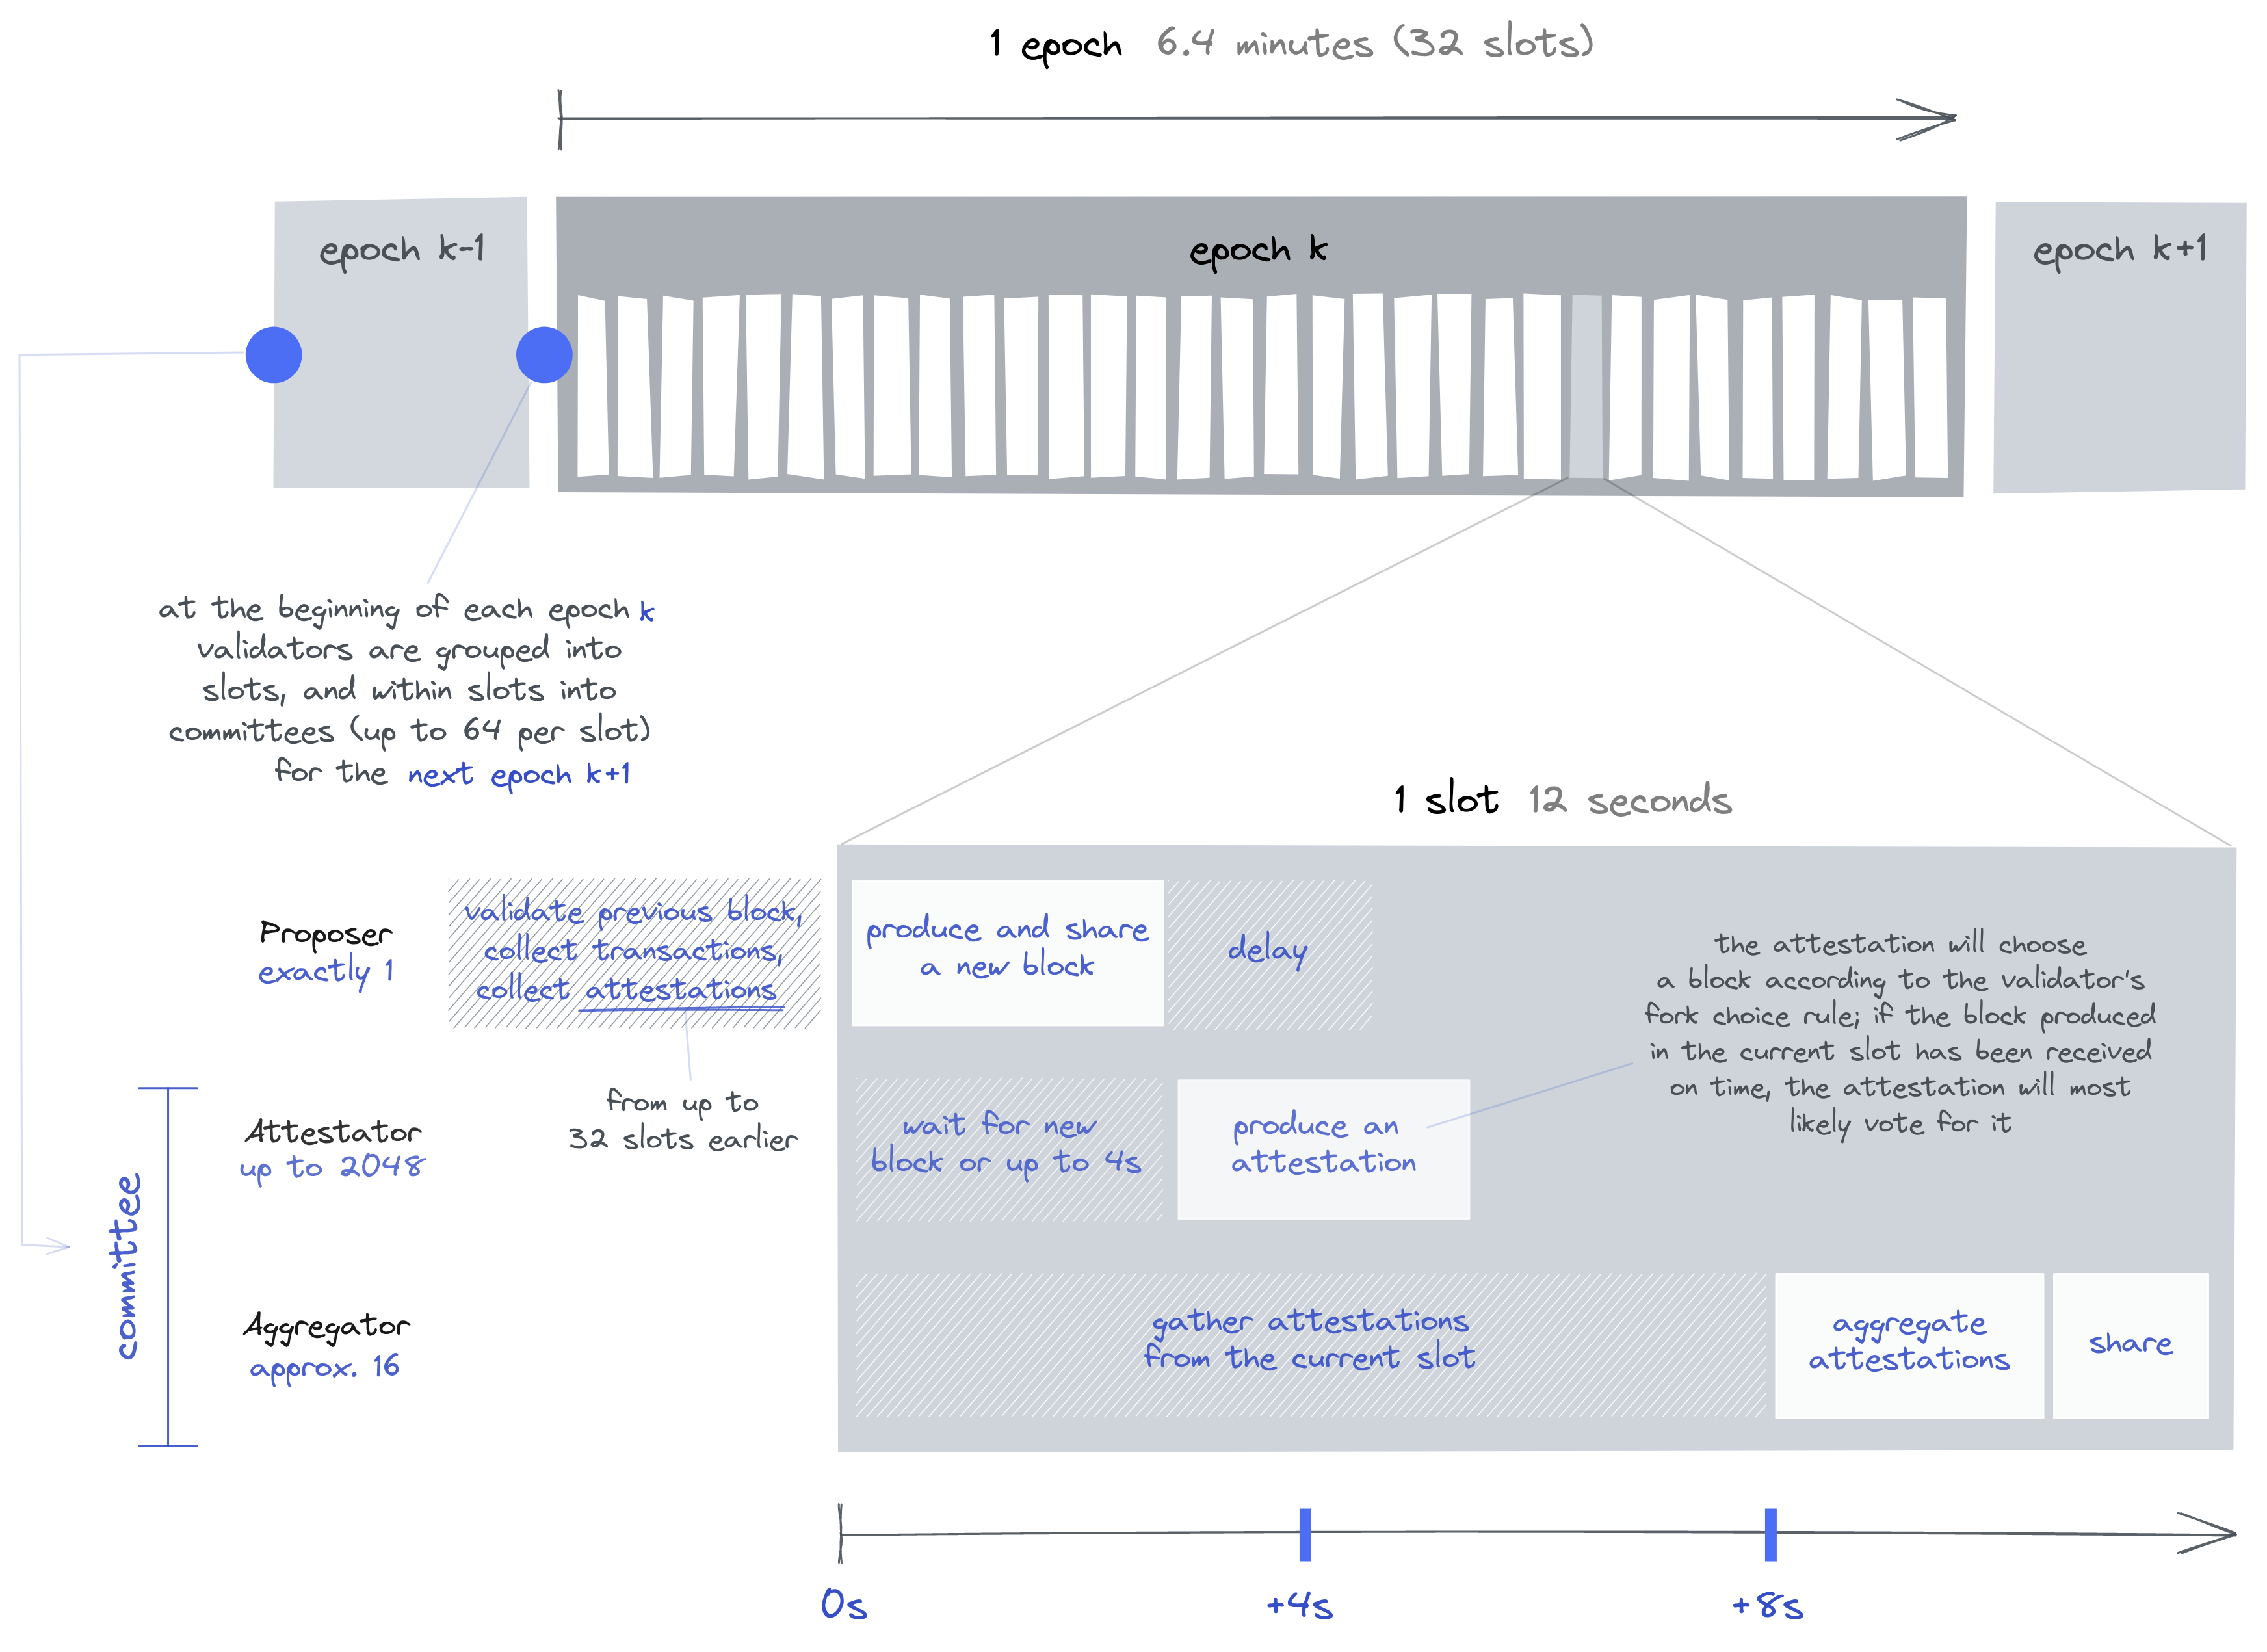 1 epoch 6.4 minutes (32 slots)
epoch k-1
epoch k
epoch k+1
at the beginning of each epoch k
validators are grouped into
slots, and within slots into
committees (up to 64 per slot)
for the next epoch k+1
1 slot 12 seconds
Proposer
exactly 1
validate previous block,
collect transactions,
collect attestations
from up to
32 slots earlier
produce and share
a new block
delay
the attestation will choose
a block according to the validator's
fork choice rule; if the block produced
in the current slot has been received
on time, the attestation will most
likely vote for it
committee
Attestator
up to 2048
wait for new
block or up to 4s
produce an
attestation
Aggregator
approx. 16
gather attestations
from the current slot
aggregate
attestations
share
0s
+4s
+8s